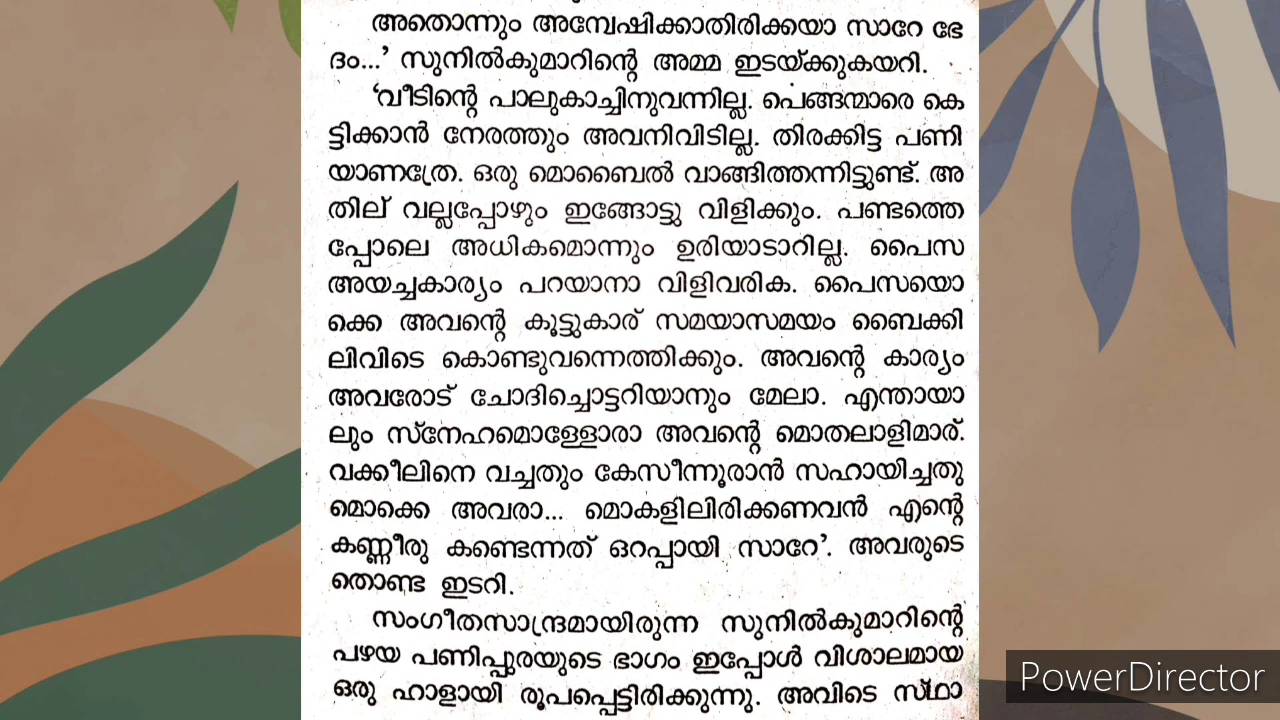 അതൊന്നും അന്വേഷിക്കാതിരിക്കയാ സാറേ ഭേ
ദം...' സുനിൽകുമാറിന്റെ അമ്മ ഇടയ്ക്കുകയറി.
'വീടിന്റെ പാലുകാച്ചിനുവന്നില്ല. പെങ്ങന്മാരെ കെ
ട്ടിക്കാൻ നേരത്തും അവനിവിടില്ല. തിരക്കിട്ട പണി
യാണത്രേ. ഒരു മൊബൈൽ വാങ്ങിത്തന്നിട്ടുണ്ട്. അ
തില് വല്ലപ്പോഴും ഇങ്ങോട്ടു വിളിക്കും. പണ്ടത്തെ
പ്പോലെ അധികമൊന്നും ഉരിയാടാറില്ല. പൈസ
അയച്ചകാര്യം പറയാനാ വിളിവരിക. പൈസയൊ
ക്കെ അവന്റെ കൂട്ടുകാര് സമയാസമയം ബൈക്കി
ലിവിടെ കൊണ്ടുവന്നെത്തിക്കും. അവന്റെ കാര്യം
അവരോട് ചോദിച്ചൊട്ടറിയാനും മേലാ. എന്തായാ
ലും സ്നേഹമൊള്ളോരാ അവന്റെ മൊതലാളിമാര്.
വക്കീലിനെ വച്ചതും കേസീന്നൂരാൻ സഹായിച്ചതു
മൊക്കെ അവരാ... മൊകളിലിരിക്കണവൻ എന്റെ
കണ്ണീരു കണ്ടെന്നത് ഒറപ്പായി സാറേ'. അവരുടെ
തൊണ്ട ഇടറി.
സംഗീതസാന്ദ്രമായിരുന്ന സുനിൽകുമാറിന്റെ
പഴയ പണിപ്പുരയുടെ ഭാഗം ഇപ്പോൾ വിശാലമായ
ഒരു ഹാളായി രൂപപ്പെട്ടിരിക്കുന്നു. അവിടെ സ്ഥാ
PowerDirector